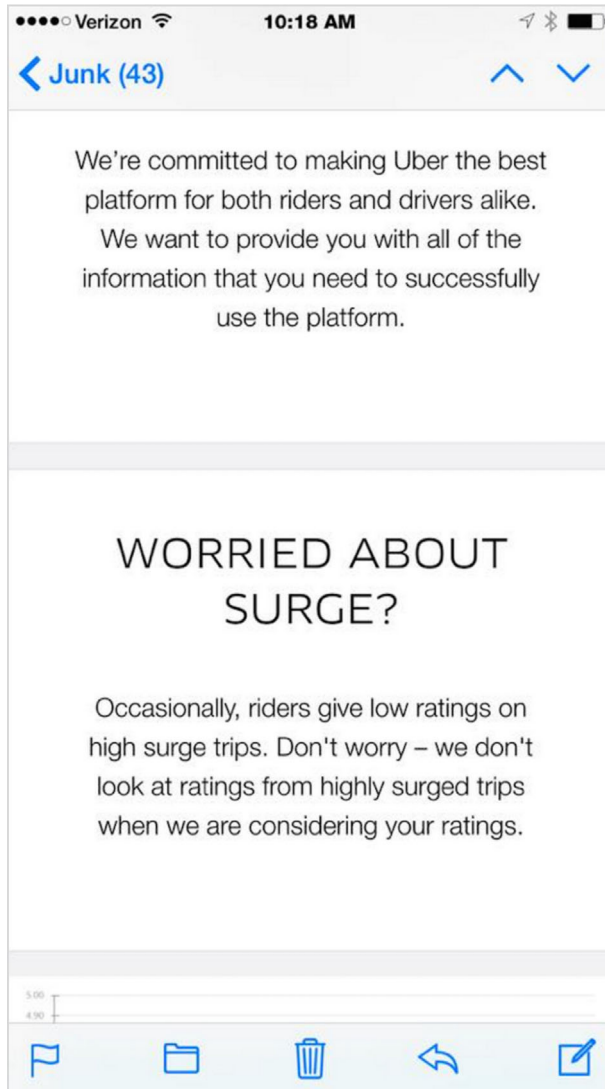 Verizon 10:18 AM
Junk (43)
We're committed to making Uber the best
platform for both riders and drivers alike.
We want to provide you with all of the
information that you need to successfully
use the platform.
WORRIED ABOUT
SURGE?
Occasionally, riders give low ratings on
high surge trips. Don't worry – we don't
look at ratings from highly surged trips
when we are considering your ratings.
5.00
4.90